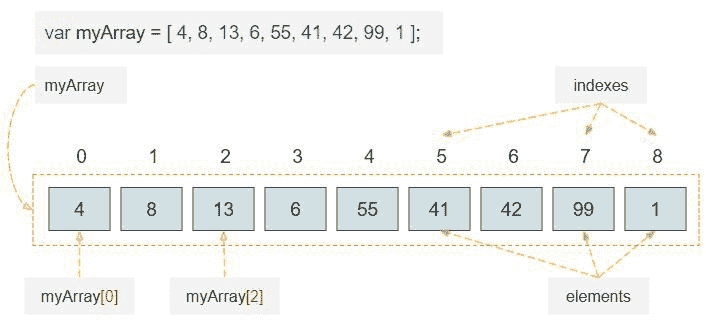 var myArray = [ 4, 8, 13, 6, 55, 41, 42, 99, 1 ];
myArray
indexes
0 1 2 3 4 5 6 7 8
4 8 13 6 55 41 42 99 1
myArray[0]
myArray[2]
elements